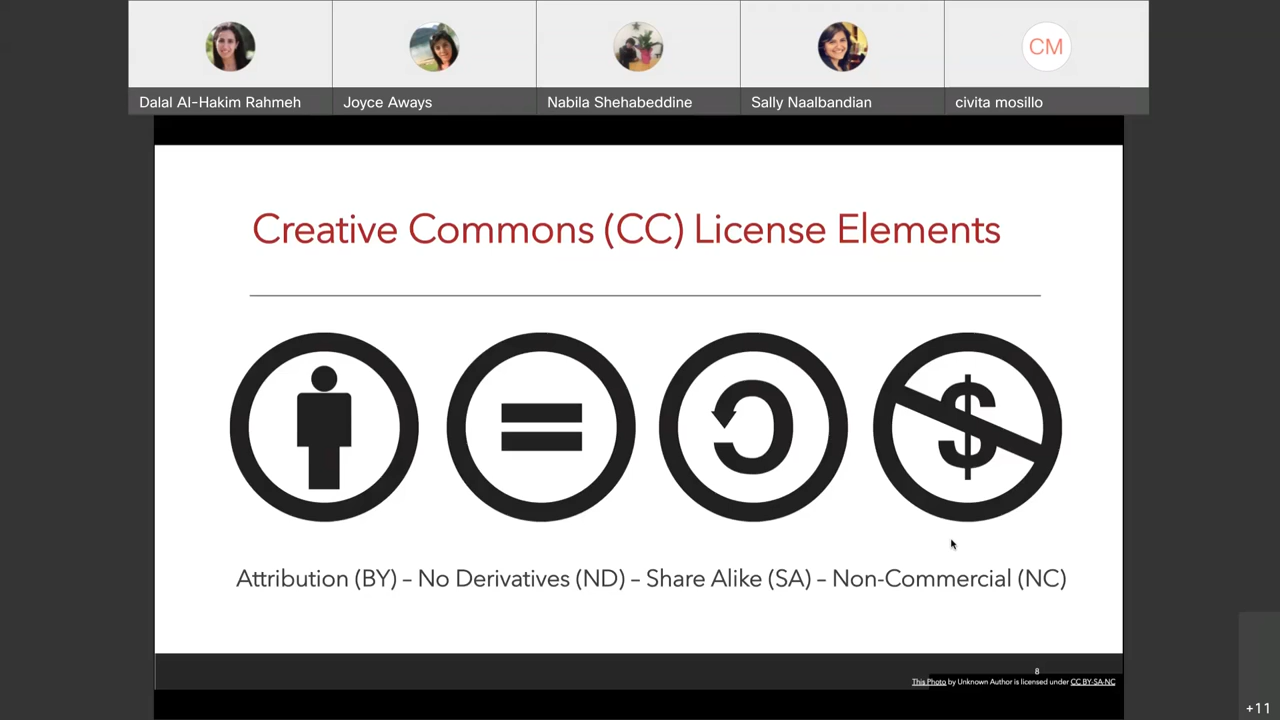 CM
Dalal Al-Hakim Rahmeh
Joyce Aways
Nabila Shehabeddine
Sally Naalbandian
civita mosillo
Creative Commons (CC) License Elements
$
Attribution (BY) – No Derivatives (ND) – Share Alike (SA) – Non-Commercial (NC)
8
This Photo by Unknown Author is licensed under CC BY-SA-NC
+11